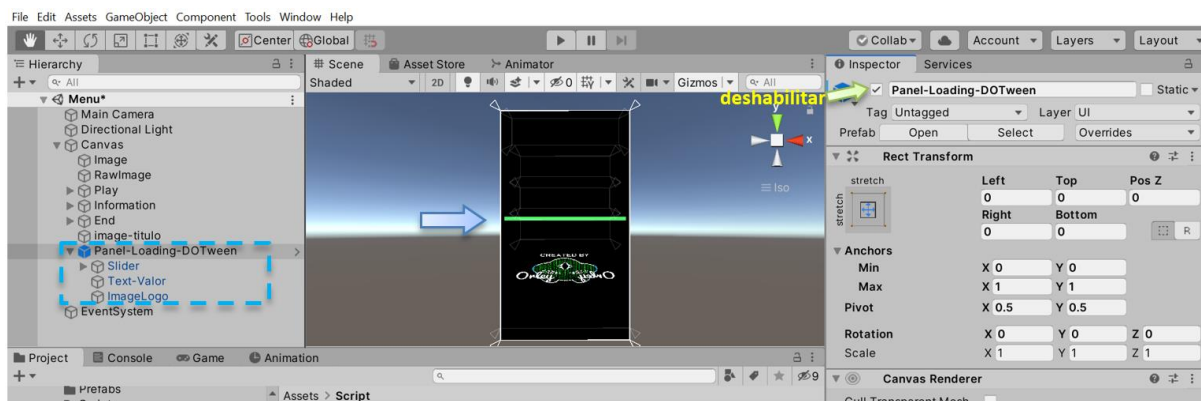 File Edit Assets GameObject Component Tools Window Help
Center Global Collab Account Layers Layout
Hierarchy
All
Menu*
Main Camera
Directional Light
Canvas
Image
RawImage
Play
Information
End
image-titulo
Panel-Loading-DOTween
Slider
Text-Valor
ImageLogo
EventSystem
Scene Asset Store Animator
Shaded 2D 0 Gizmos All
deshabilitar
y
x
Iso
CREATED BY
Inspector Services
Panel-Loading-DOTween Static
Tag Untagged Layer UI
Prefab Open Select Overrides
Rect Transform
stretch Left Top Pos Z
stretch 0 0 0
Right Bottom
0 0 R
Anchors
Min X 0 Y 0
Max X 1 Y 1
Pivot X 0.5 Y 0.5
Rotation X 0 Y 0 Z 0
Scale X 1 Y 1 Z 1
Canvas Renderer
Cull Transparent Mesh
Project Console Game Animation
9
Prefabs
Assets > Script